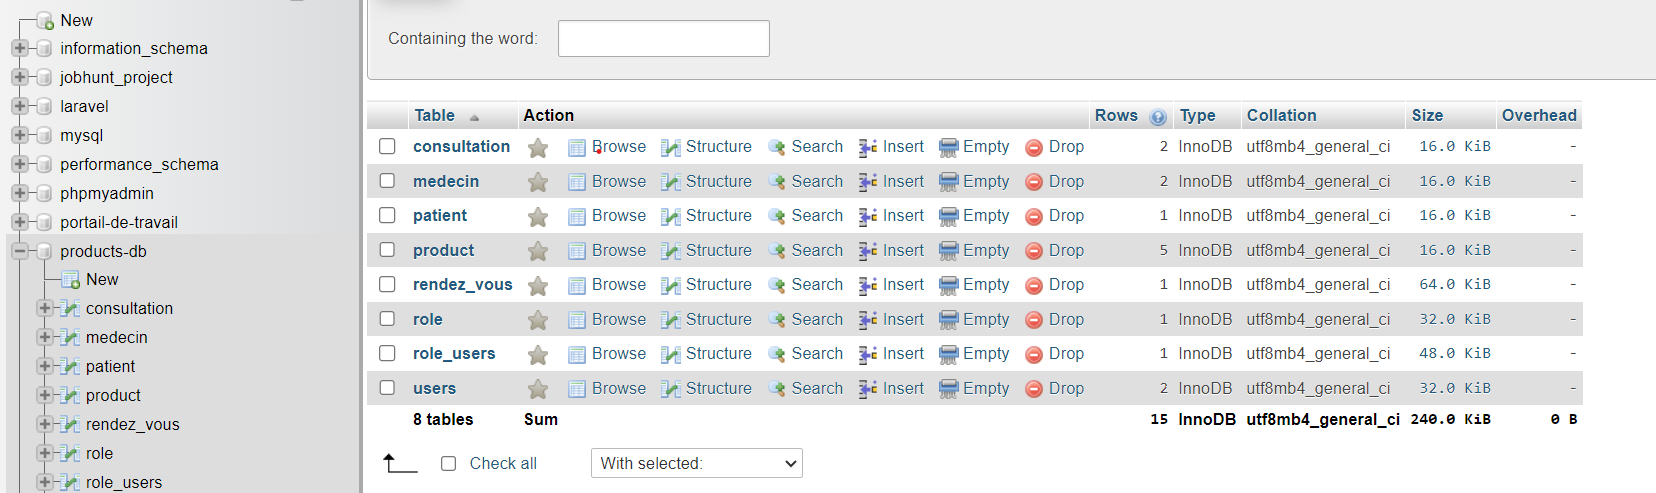 New
information_schema
jobhunt_project
laravel
mysql
performance_schema
phpmyadmin
portail-de-travail
products-db
New
consultation
medecin
patient
product
rendez_vous
role
role_users
Containing the word:
Table Action Rows Type Collation Size Overhead
consultation Browse Structure Search Insert Empty Drop 2 InnoDB utf8mb4_general_ci 16.0 KiB -
medecin Browse Structure Search Insert Empty Drop 2 InnoDB utf8mb4_general_ci 16.0 KiB -
patient Browse Structure Search Insert Empty Drop 1 InnoDB utf8mb4_general_ci 16.0 KiB -
product Browse Structure Search Insert Empty Drop 5 InnoDB utf8mb4_general_ci 16.0 KiB -
rendez_vous Browse Structure Search Insert Empty Drop 1 InnoDB utf8mb4_general_ci 64.0 KiB -
role Browse Structure Search Insert Empty Drop 1 InnoDB utf8mb4_general_ci 32.0 KiB -
role_users Browse Structure Search Insert Empty Drop 1 InnoDB utf8mb4_general_ci 48.0 KiB -
users Browse Structure Search Insert Empty Drop 2 InnoDB utf8mb4_general_ci 32.0 KiB -
8 tables Sum 15 InnoDB utf8mb4_general_ci 240.0 KiB 0 B
Check all With selected: